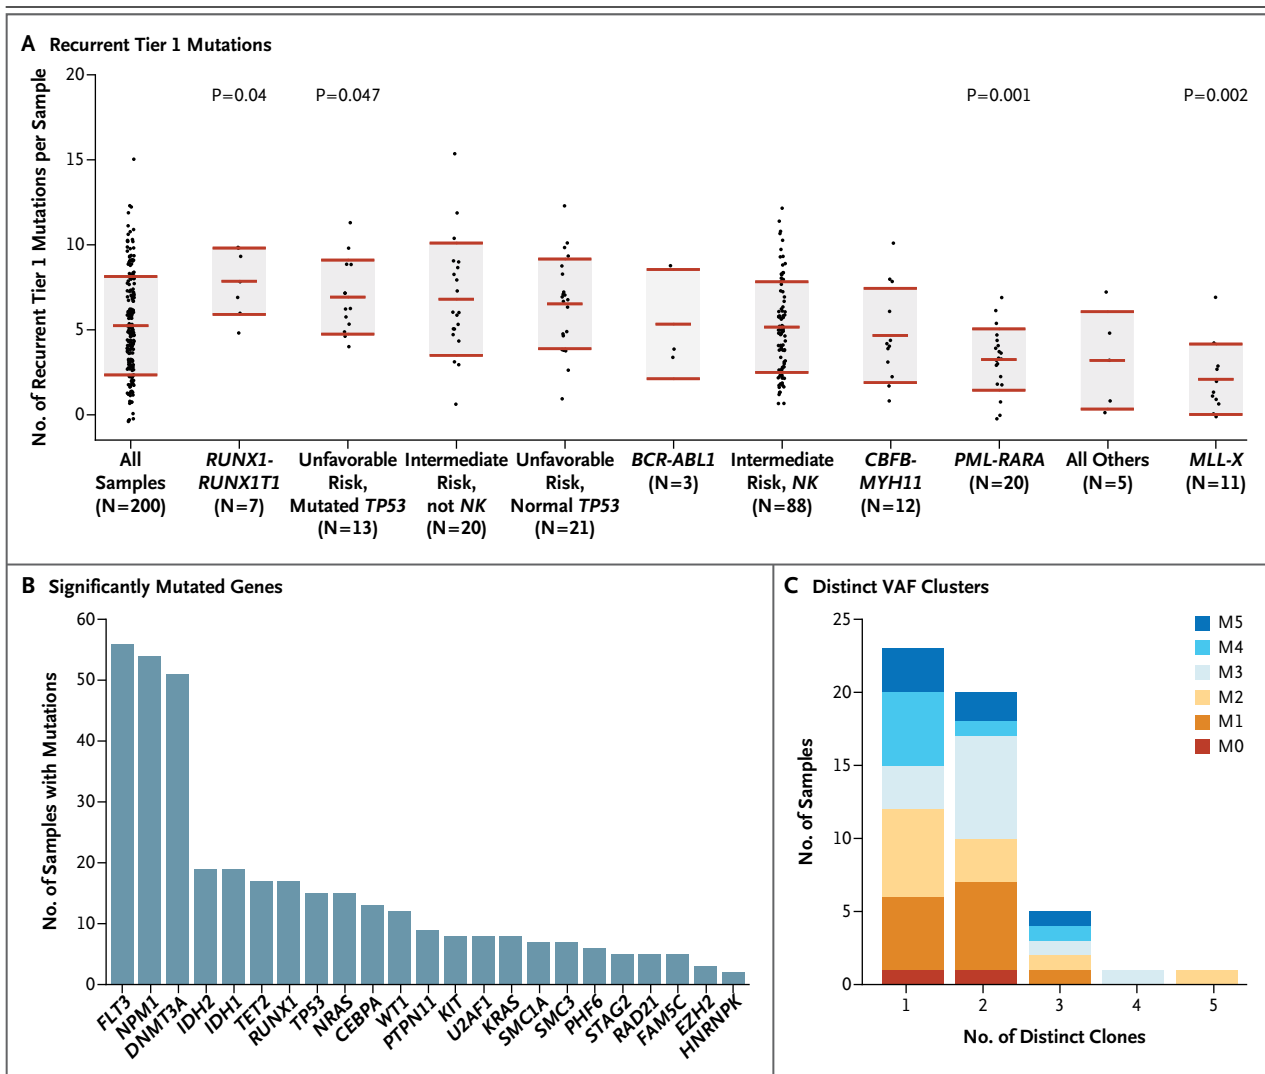 A Recurrent Tier 1 Mutations
No. of Recurrent Tier 1 Mutations per Sample
20
15
10
5
0
P=0.04
P=0.047
P=0.001
P=0.002
All
Samples
(N=200)
RUNX1-
RUNX1T1
(N=7)
Unfavorable
Risk,
Mutated TP53
(N=13)
Intermediate
Risk,
not NK
(N=20)
Unfavorable
Risk,
Normal TP53
(N=21)
BCR-ABL1
(N=3)
Intermediate
Risk, NK
(N=88)
CBFB-
MYH11
(N=12)
PML-RARA
(N=20)
All Others
(N=5)
MLL-X
(N=11)
B Significantly Mutated Genes
No. of Samples with Mutations
60
50
40
30
20
10
0
FLT3
NPM1
DNMT3A
IDH2
IDH1
TET2
RUNX1
TP53
NRAS
CEBPA
WT1
PTPN11
KIT
U2AF1
KRAS
SMC1A
SMC3
PHF6
STAG2
RAD21
FAM5C
EZH2
HNRNPK
C Distinct VAF Clusters
No. of Samples
25
20
15
10
5
0
M5
M4
M3
M2
M1
M0
1
2
3
4
5
No. of Distinct Clones